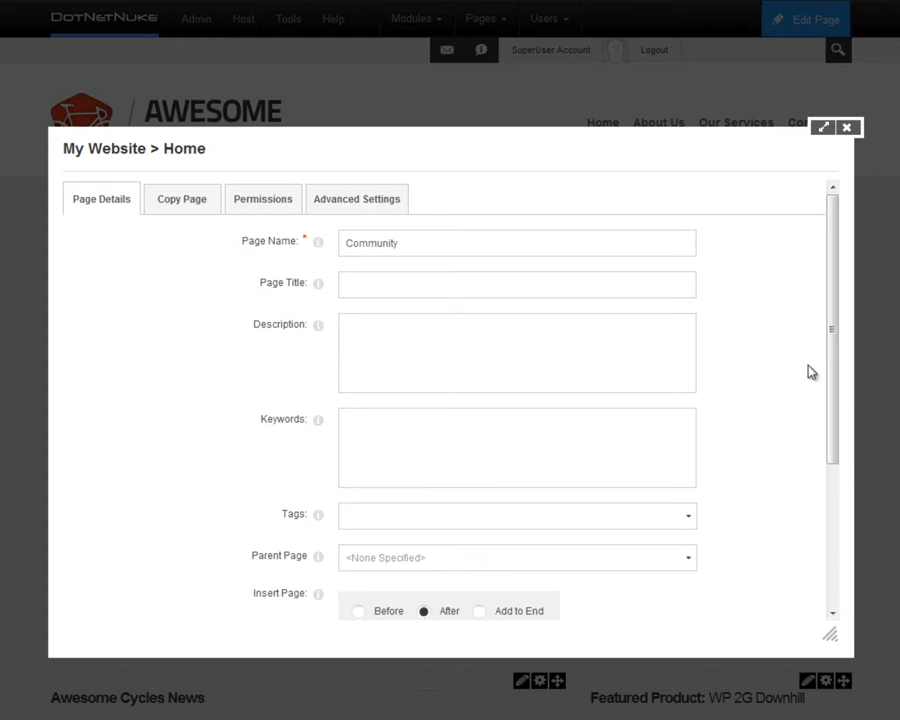 DOTNETNUKE Admin Host Tools Help Modules Pages Users Edit Page
SuperUser Account Logout
AWESOME
Home About Us Our Services
My Website > Home
Page Details Copy Page Permissions Advanced Settings
Page Name: * Community
Page Title:
Description:
Keywords:
Tags:
Parent Page <None Specified>
Insert Page:
Before After Add to End
Awesome Cycles News Featured Product: WP 2G Downhill